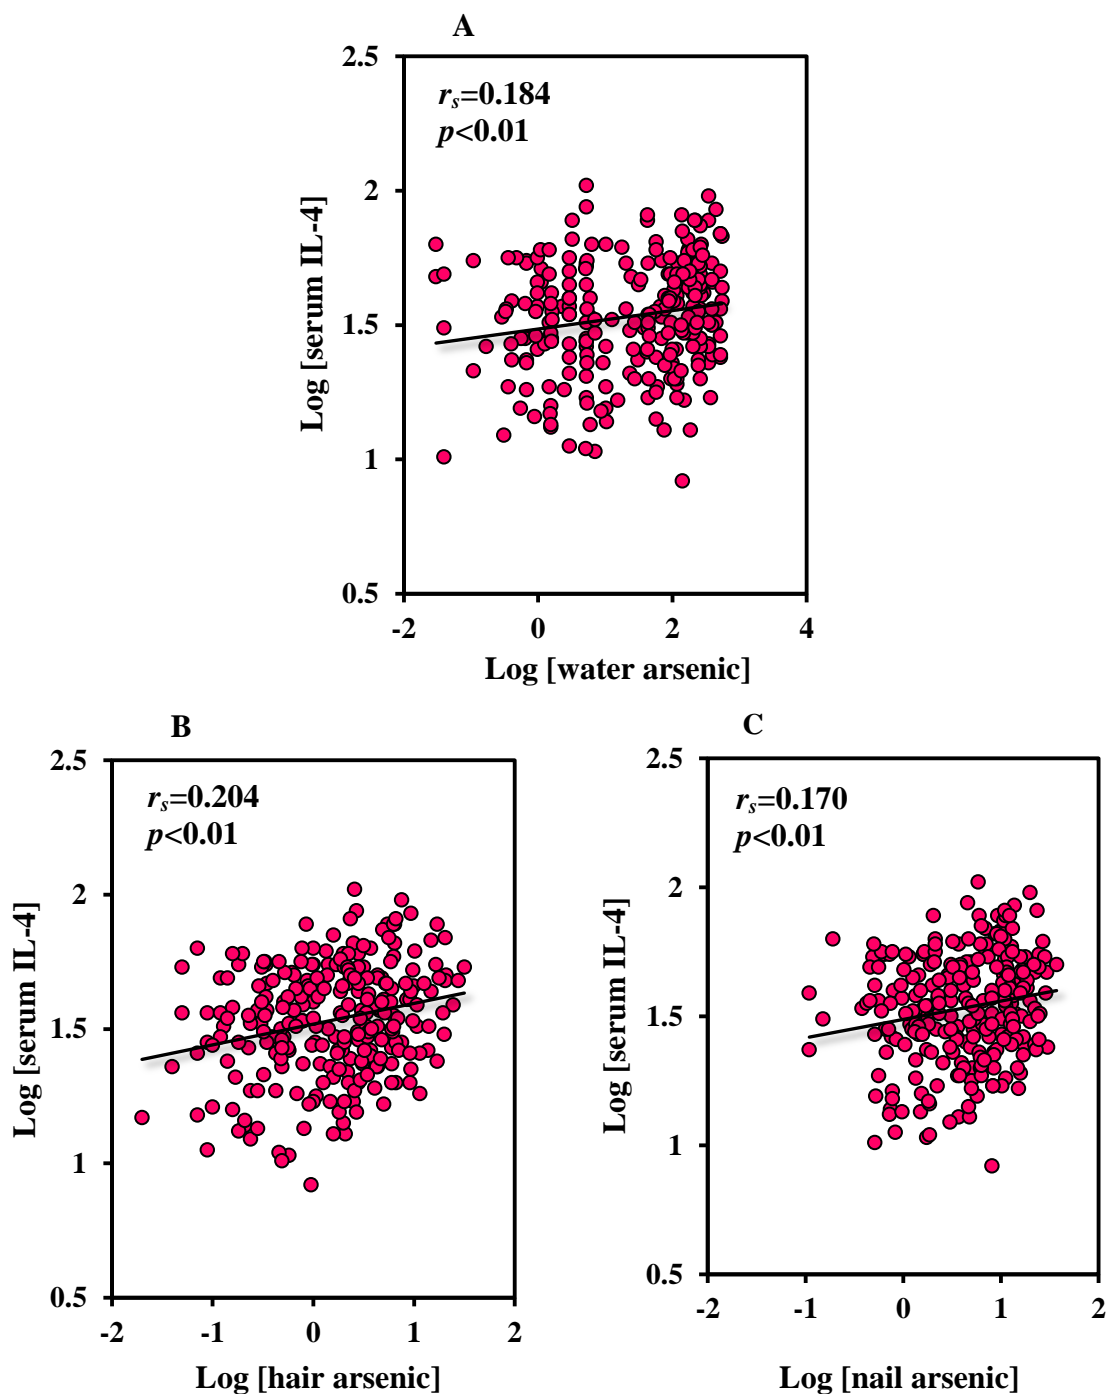 A
2.5
2
1.5
1
0.5
-2
0
2
4
r_s=0.184
p<0.01
Log [serum IL-4]
Log [water arsenic]
B
2.5
2
1.5
1
0.5
-2
-1
0
1
2
r_s=0.204
p<0.01
Log [serum IL-4]
Log [hair arsenic]
C
2.5
2
1.5
1
0.5
-2
-1
0
1
2
r_s=0.170
p<0.01
Log [serum IL-4]
Log [nail arsenic]